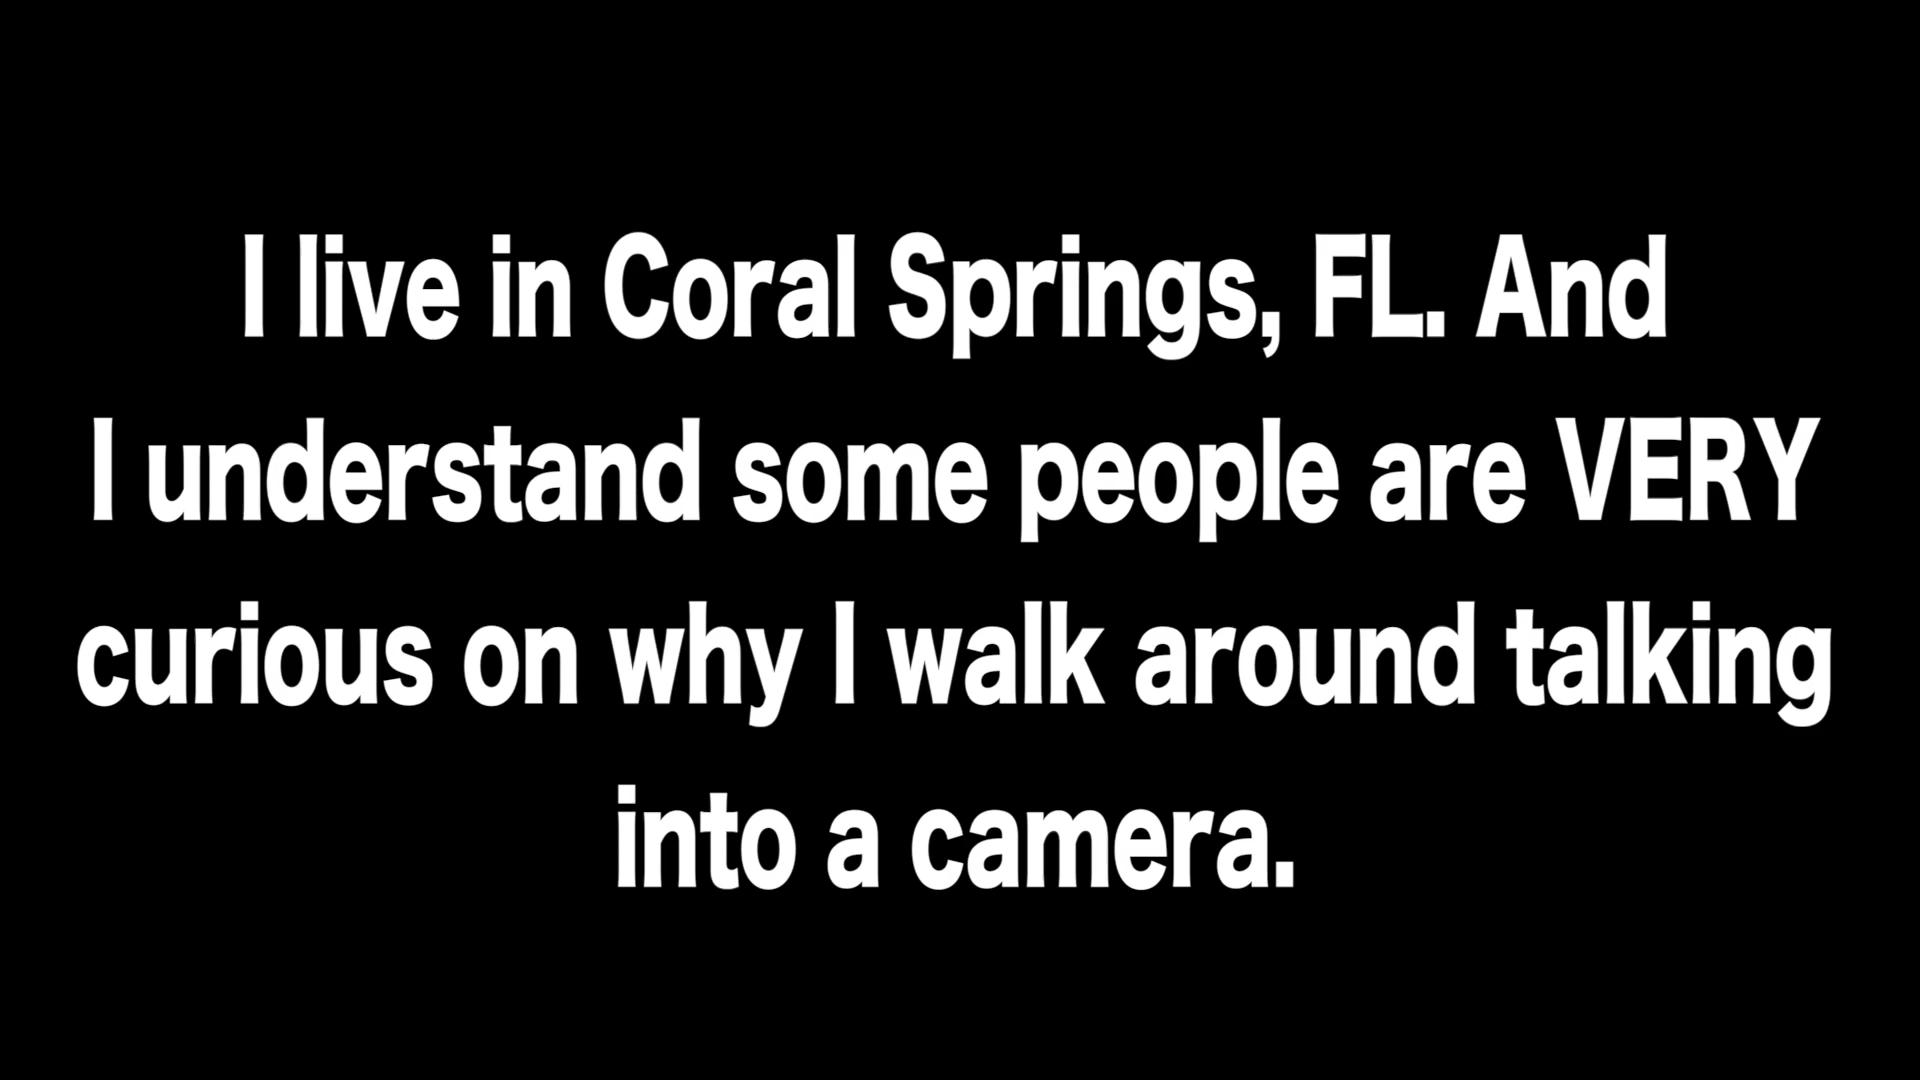 I live in Coral Springs, FL. And
I understand some people are VERY
curious on why I walk around talking
into a camera.